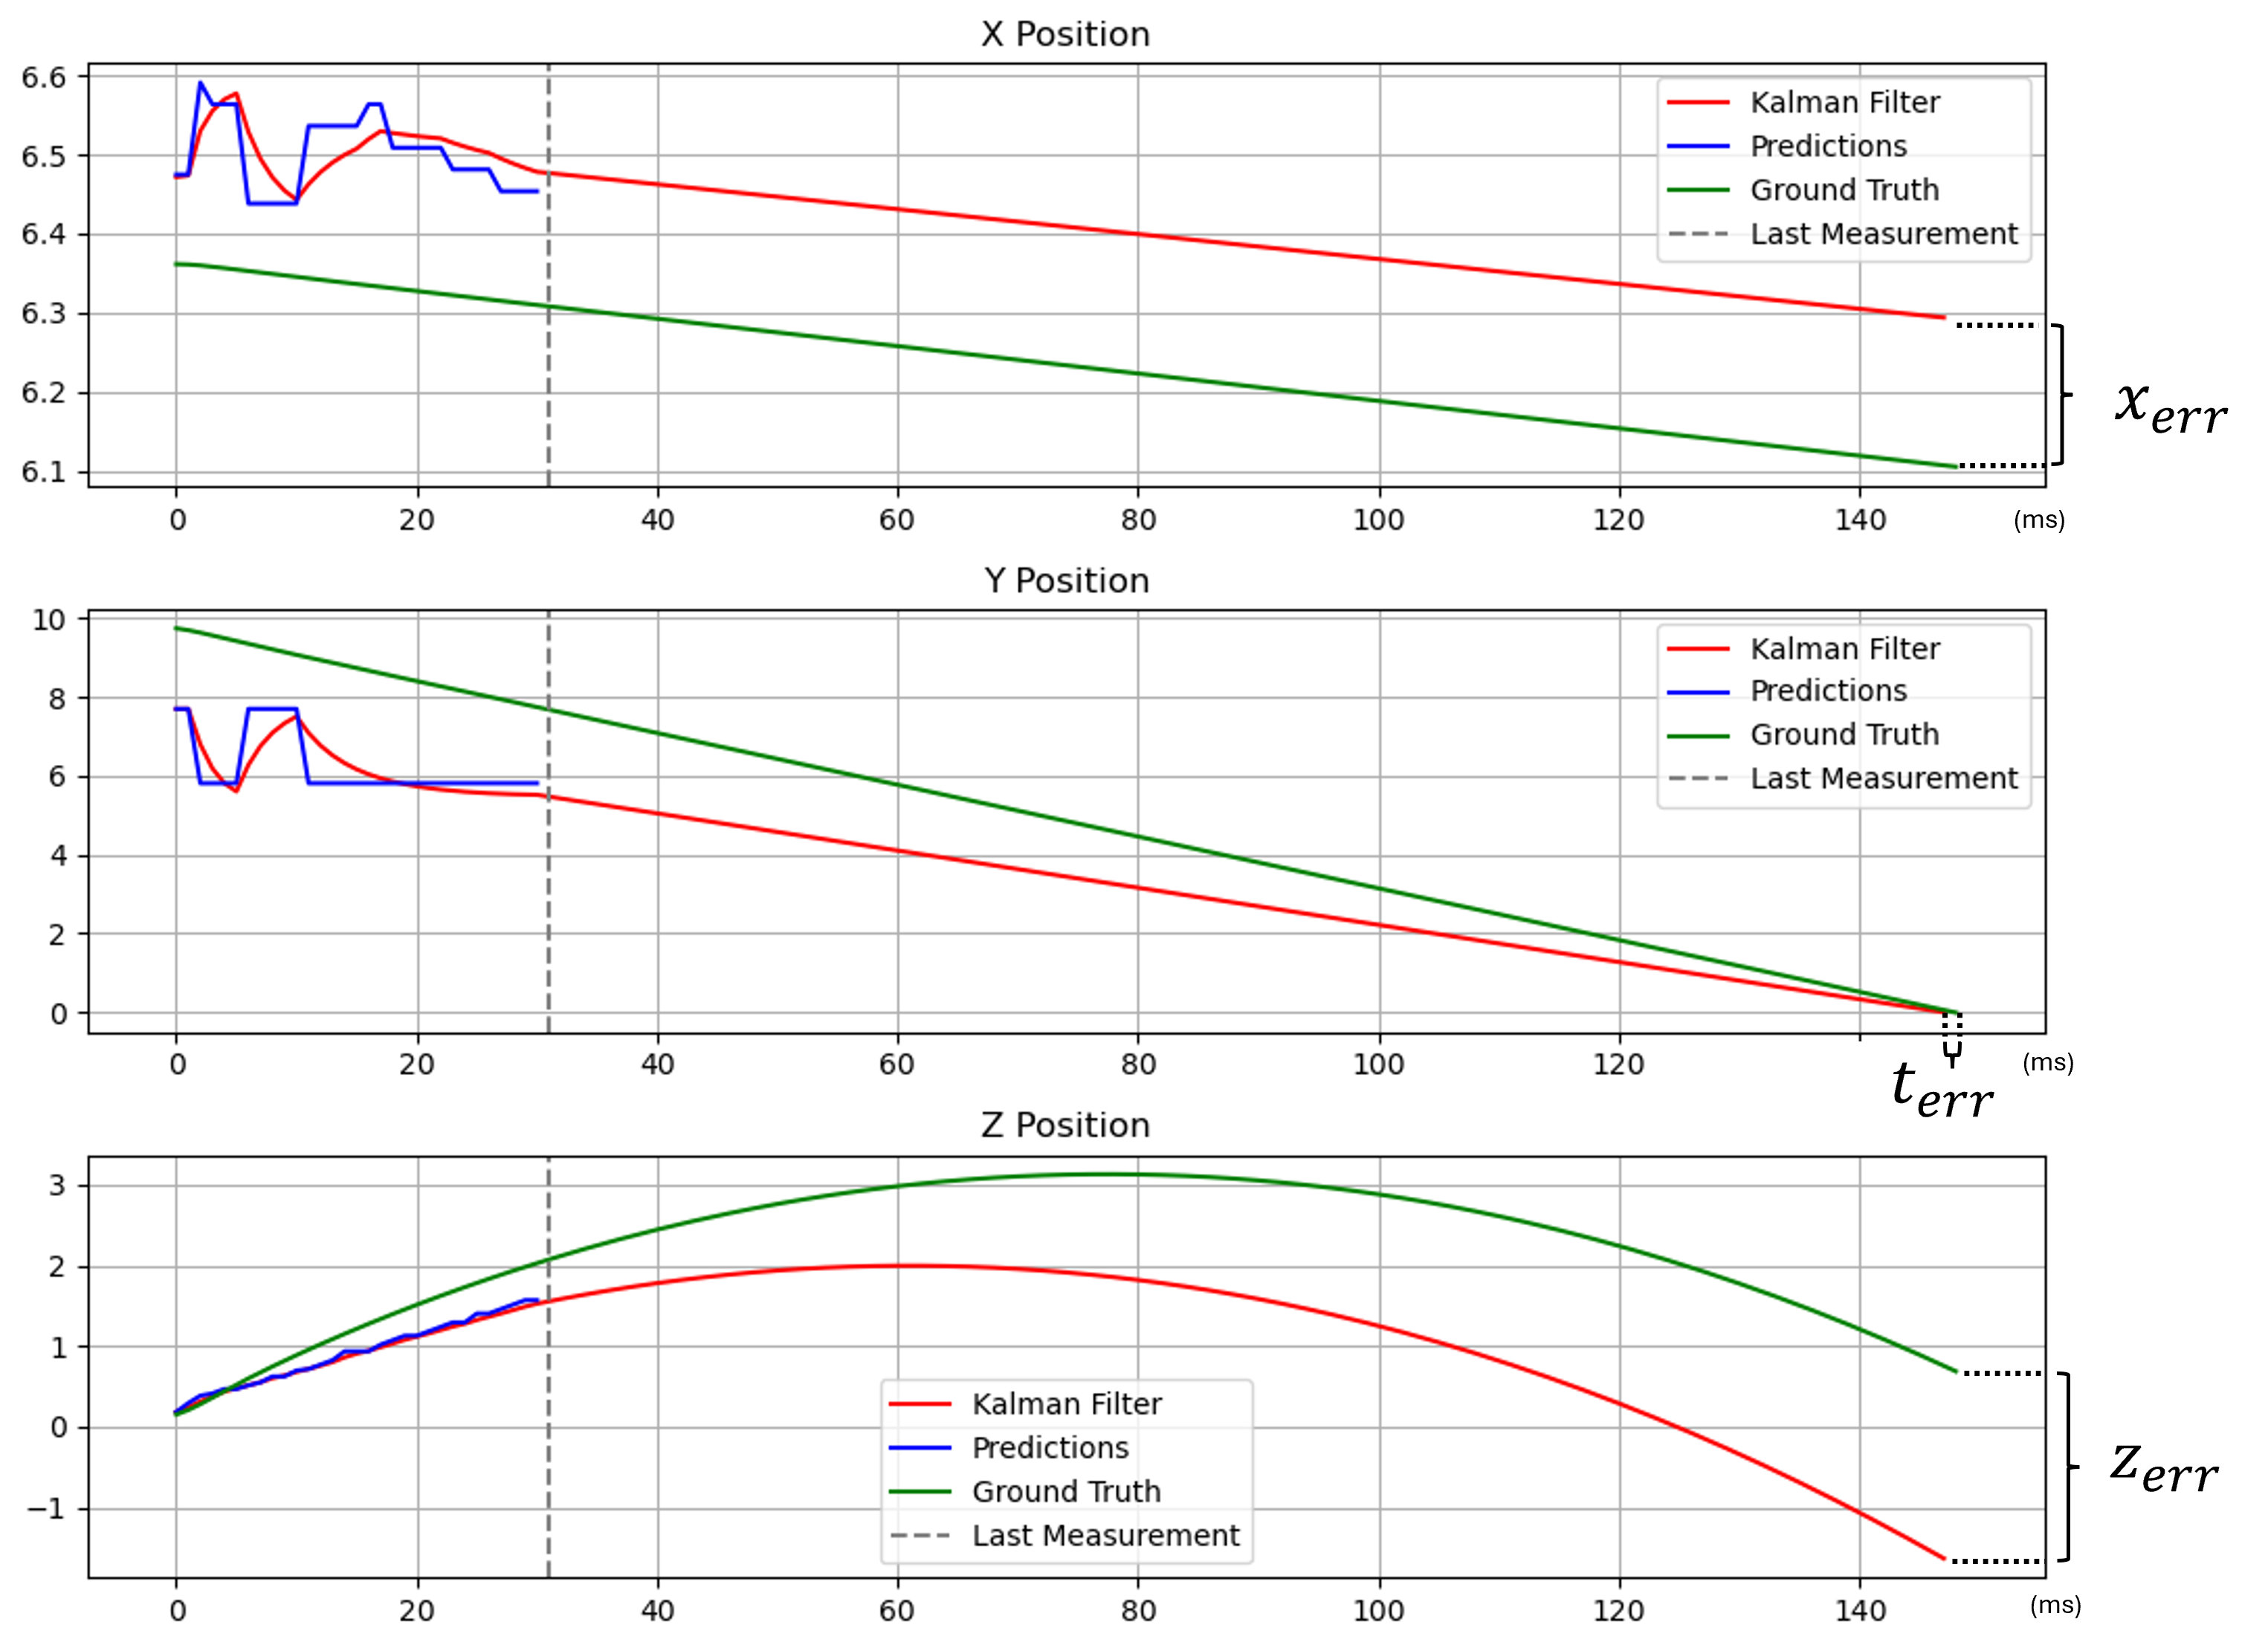 X Position
6.6
6.5
6.4
6.3
6.2
6.1
Kalman Filter
Predictions
Ground Truth
Last Measurement
x_err
0 20 40 60 80 100 120 140 (ms)
Y Position
10
8
6
4
2
0
Kalman Filter
Predictions
Ground Truth
Last Measurement
0 20 40 60 80 100 120 (ms)
t_err
Z Position
3
2
1
0
−1
Kalman Filter
Predictions
Ground Truth
Last Measurement
z_err
0 20 40 60 80 100 120 140 (ms)